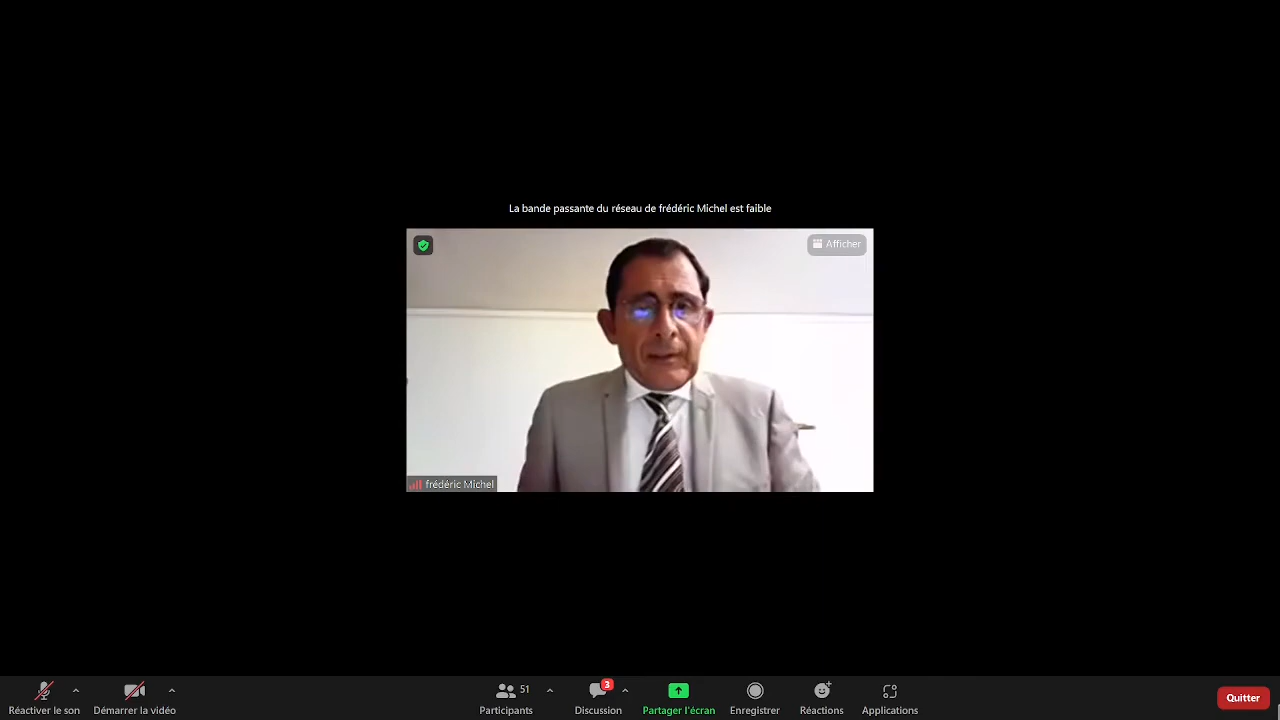 La bande passante du réseau de frédéric Michel est faible
Afficher
frédéric Michel
51
3
Réactiver le son
Démarrer la vidéo
Participants
Discussion
Partager l'écran
Enregistrer
Réactions
Applications
Quitter